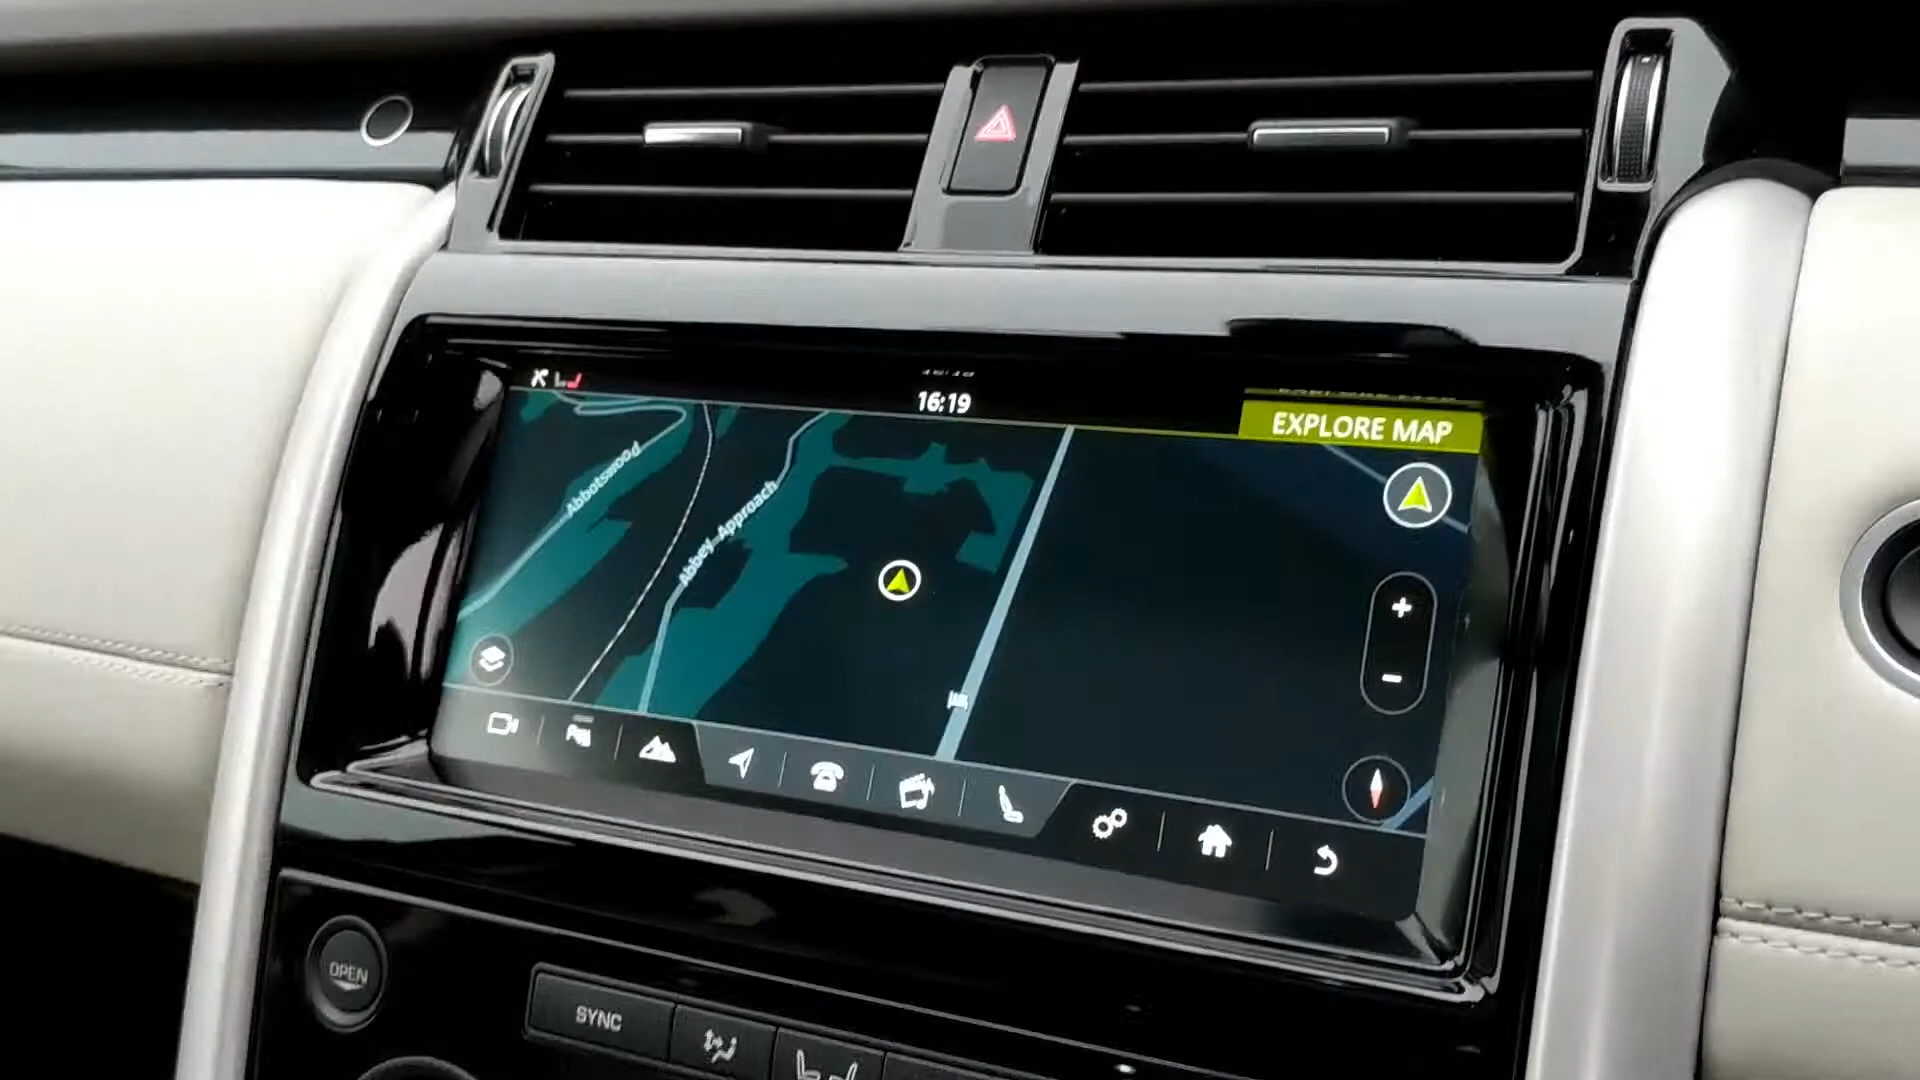 16:19
EXPLORE MAP
Abbotswood
Abbey Approach
OPEN
SYNC